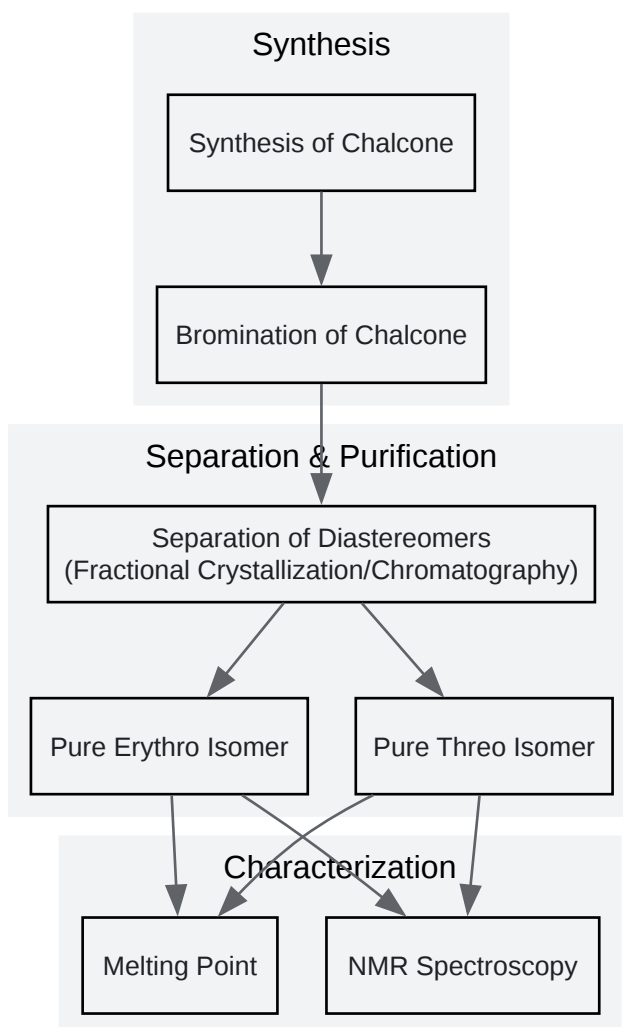 Synthesis
Synthesis of Chalcone
Bromination of Chalcone
Separation & Purification
Separation of Diastereomers
(Fractional Crystallization/Chromatography)
Pure Erythro Isomer
Pure Threo Isomer
Characterization
Melting Point
NMR Spectroscopy